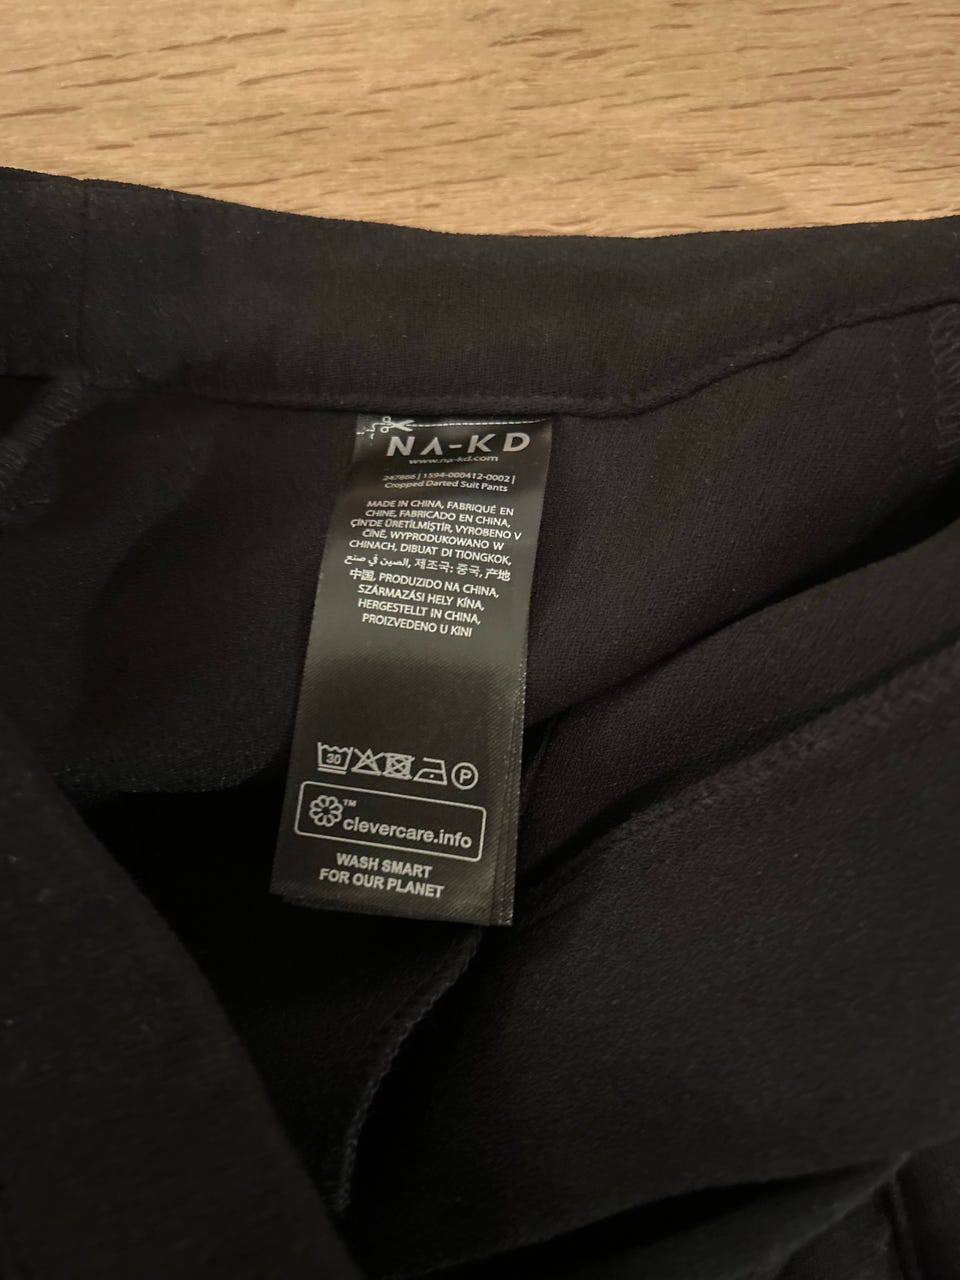 NA-KD
www.na-kd.com
247866 | 1594-000412-0002 |
Cropped Darted Suit Pants
MADE IN CHINA, FABRIQUÉ EN
CHINE, FABRICADO EN CHINA,
ÇİN'DE ÜRETİLMİŞTİR, VYROBENO V
ČÍNĚ, WYPRODUKOWANO W
CHINACH, DIBUAT DI TIONGKOK,
الصين في صنع, 제조국: 중국, 产地
中国, PRODUZIDO NA CHINA,
SZÁRMAZÁSI HELY KÍNA,
HERGESTELLT IN CHINA,
PROIZVEDENO U KINI
30 P
™ clevercare.info
WASH SMART
FOR OUR PLANET